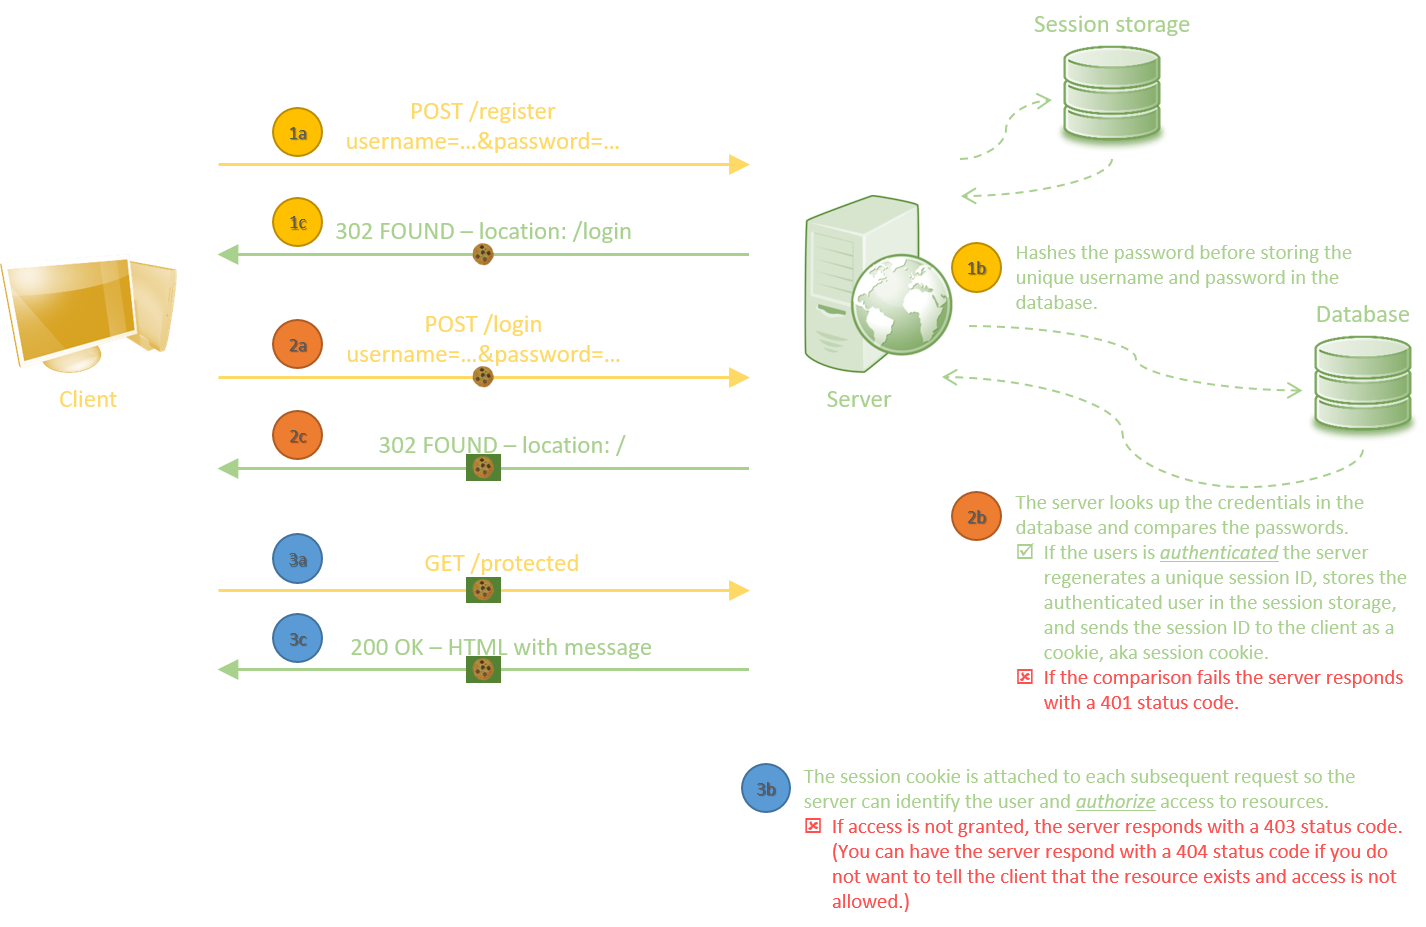 Session storage
1a
POST /register
username=...&password=...
1c
302 FOUND – location: /login
1b
Hashes the password before storing the
unique username and password in the
database.
Database
2a
POST /login
username=...&password=...
Client
Server
2c
302 FOUND – location: /
2b
The server looks up the credentials in the
database and compares the passwords.
If the users is authenticated the server
regenerates a unique session ID, stores the
authenticated user in the session storage,
and sends the session ID to the client as a
cookie, aka session cookie.
If the comparison fails the server responds
with a 401 status code.
3a
GET /protected
3c
200 OK – HTML with message
3b
The session cookie is attached to each subsequent request so the
server can identify the user and authorize access to resources.
If access is not granted, the server responds with a 403 status code.
(You can have the server respond with a 404 status code if you do
not want to tell the client that the resource exists and access is not
allowed.)